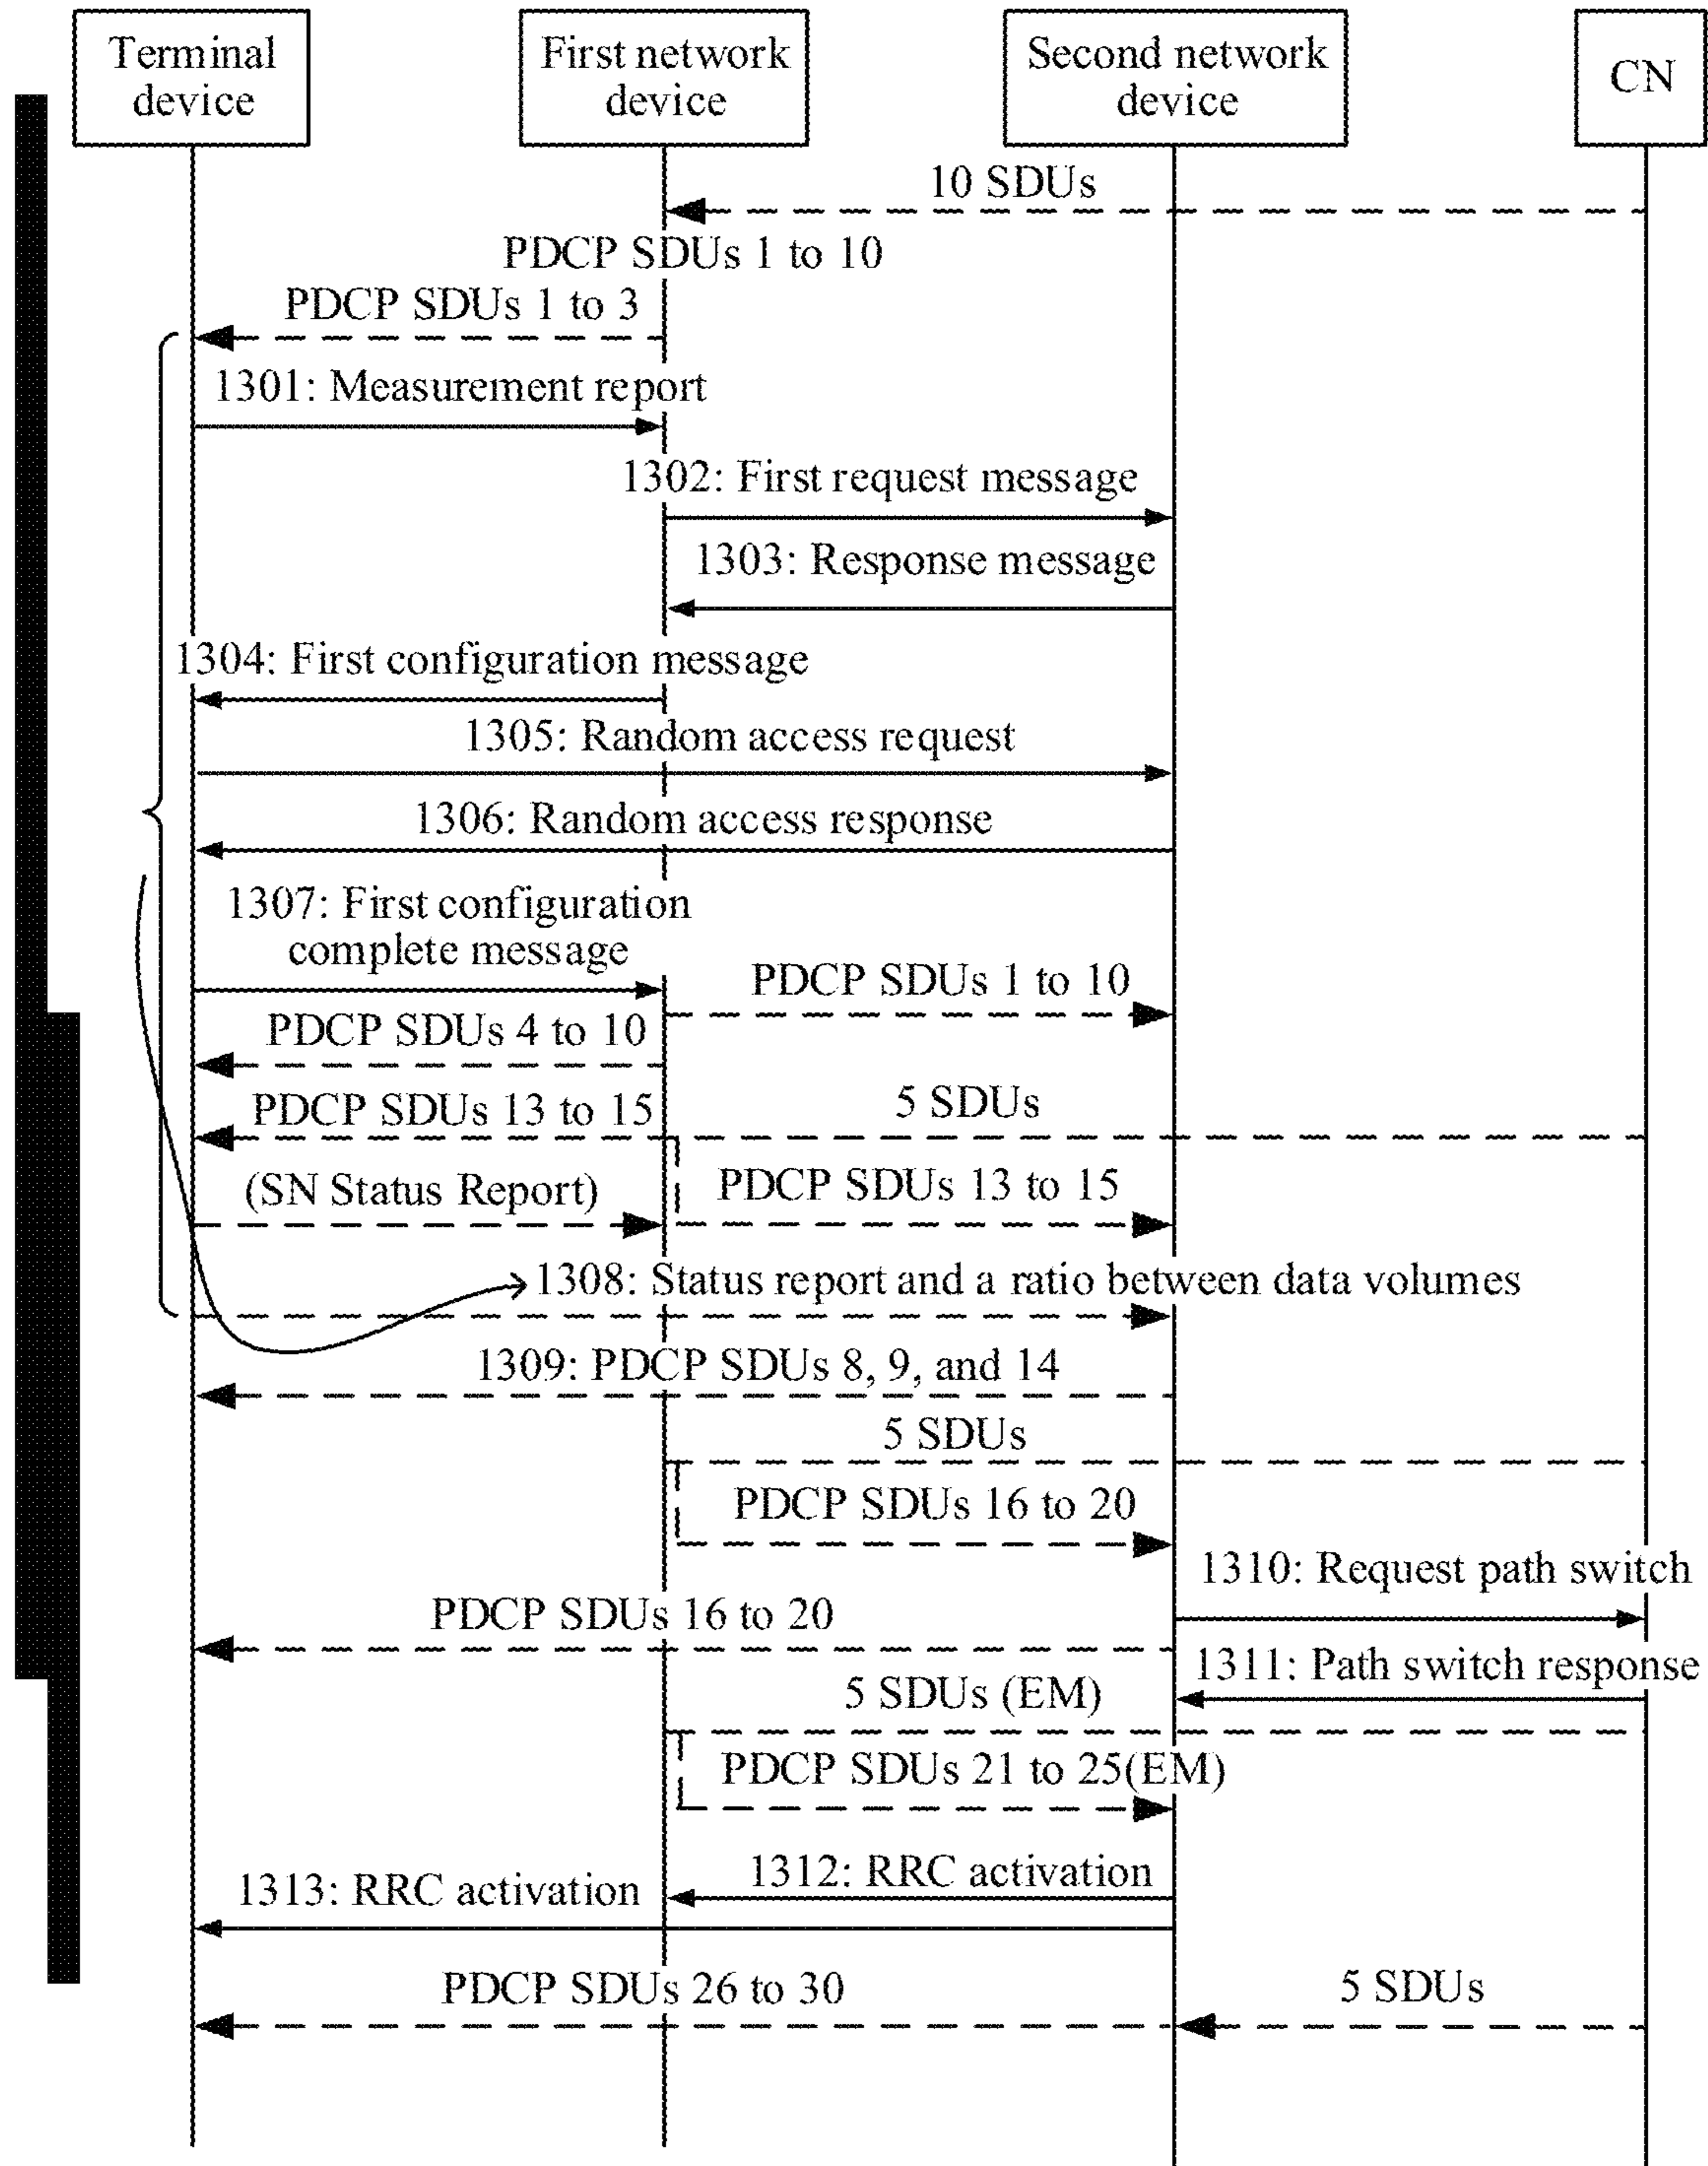 Terminal
device
First network
device
Second network
device
CN
10 SDUs
PDCP SDUs 1 to 10
PDCP SDUs 1 to 3
1301: Measurement report
1302: First request message
1303: Response message
1304: First configuration message
1305: Random access request
1306: Random access response
1307: First configuration
complete message
PDCP SDUs 1 to 10
PDCP SDUs 4 to 10
5 SDUs
PDCP SDUs 13 to 15
(SN Status Report)
PDCP SDUs 13 to 15
1308: Status report and a ratio between data volumes
1309: PDCP SDUs 8, 9, and 14
5 SDUs
PDCP SDUs 16 to 20
1310: Request path switch
PDCP SDUs 16 to 20
1311: Path switch response
5 SDUs (EM)
PDCP SDUs 21 to 25(EM)
1312: RRC activation
1313: RRC activation
PDCP SDUs 26 to 30
5 SDUs